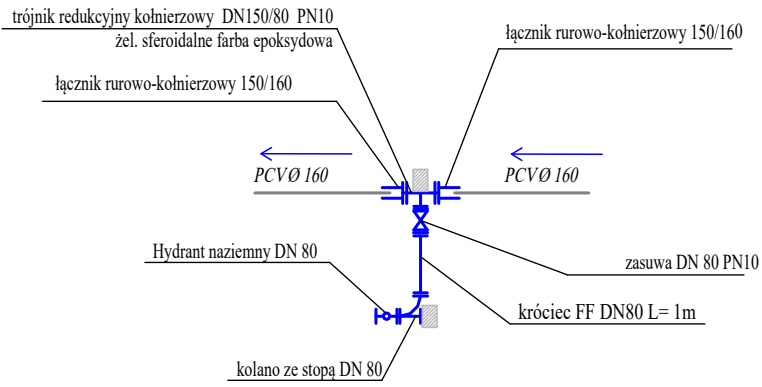 trójnik redukcyjny kołnierzowy DN150/80 PN10
żel. sferoidalne farba epoksydowa
łącznik rurowo-kołnierzowy 150/160
łącznik rurowo-kołnierzowy 150/160
PCVØ 160
PCVØ 160
Hydrant naziemny DN 80
zasuwa DN 80 PN10
króciec FF DN80 L= 1m
kolano ze stopą DN 80